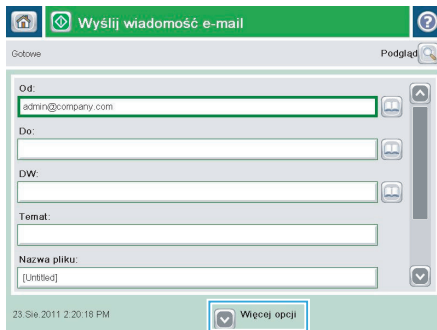 Wyślij wiadomość e-mail
?
Gotowe
Podgląd
Od:
admin@company.com
Do:
DW:
Temat:
Nazwa pliku:
[Untitled]
23.Sie.2011 2:20:18 PM
Więcej opcji